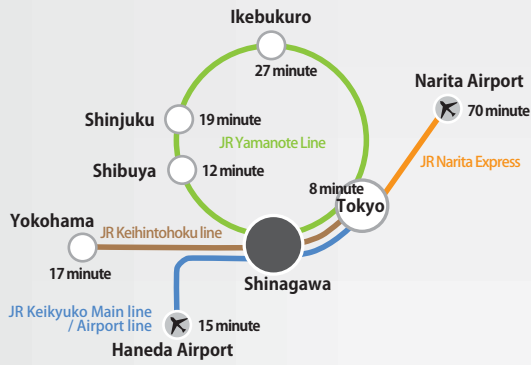 Ikebukuro
27 minute
Narita Airport
70 minute
Shinjuku
19 minute
JR Yamanote Line
JR Narita Express
Shibuya
12 minute
8 minute
Tokyo
Yokohama
JR Keihintohoku line
17 minute
Shinagawa
JR Keikyuko Main line
/ Airport line
15 minute
Haneda Airport